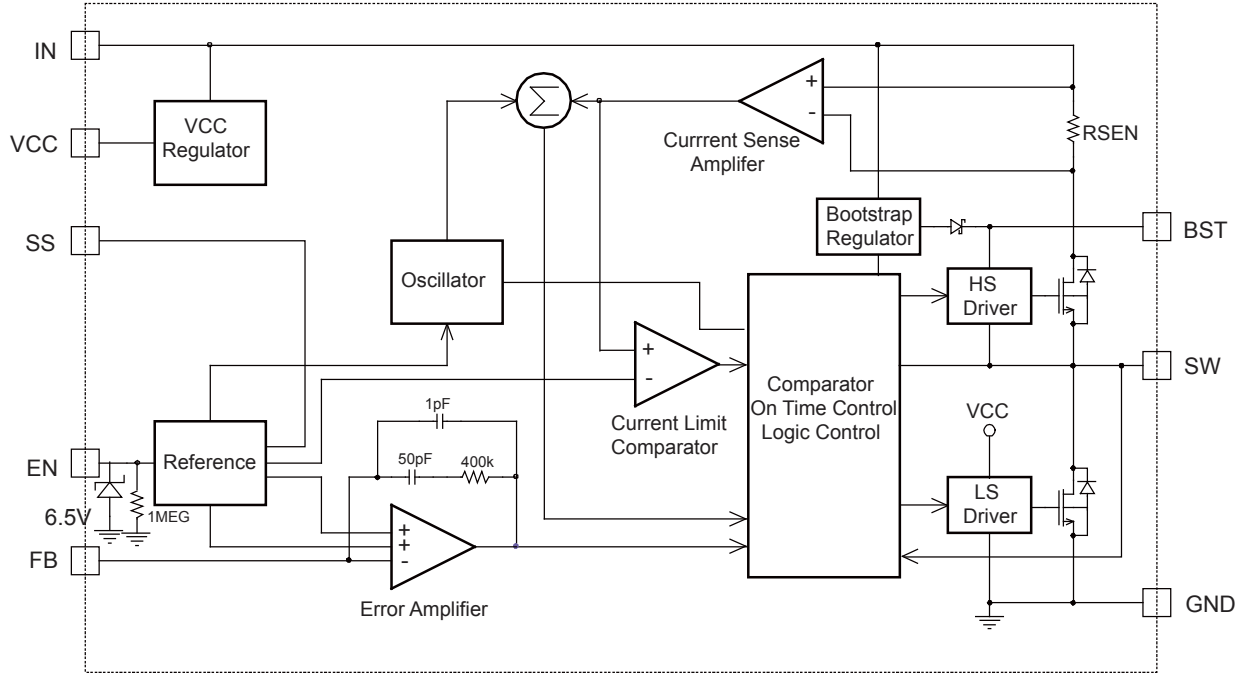 IN
VCC
Regulator
VCC
SS
Σ
+
-
Currrent Sense
Amplifer
RSEN
Bootstrap
Regulator
BST
Oscillator
HS
Driver
+
-
Current Limit
Comparator
Comparator
On Time Control
Logic Control
SW
VCC
1pF
50pF
400k
EN
Reference
6.5V
1MEG
LS
Driver
FB
+
+
-
Error Amplifier
GND